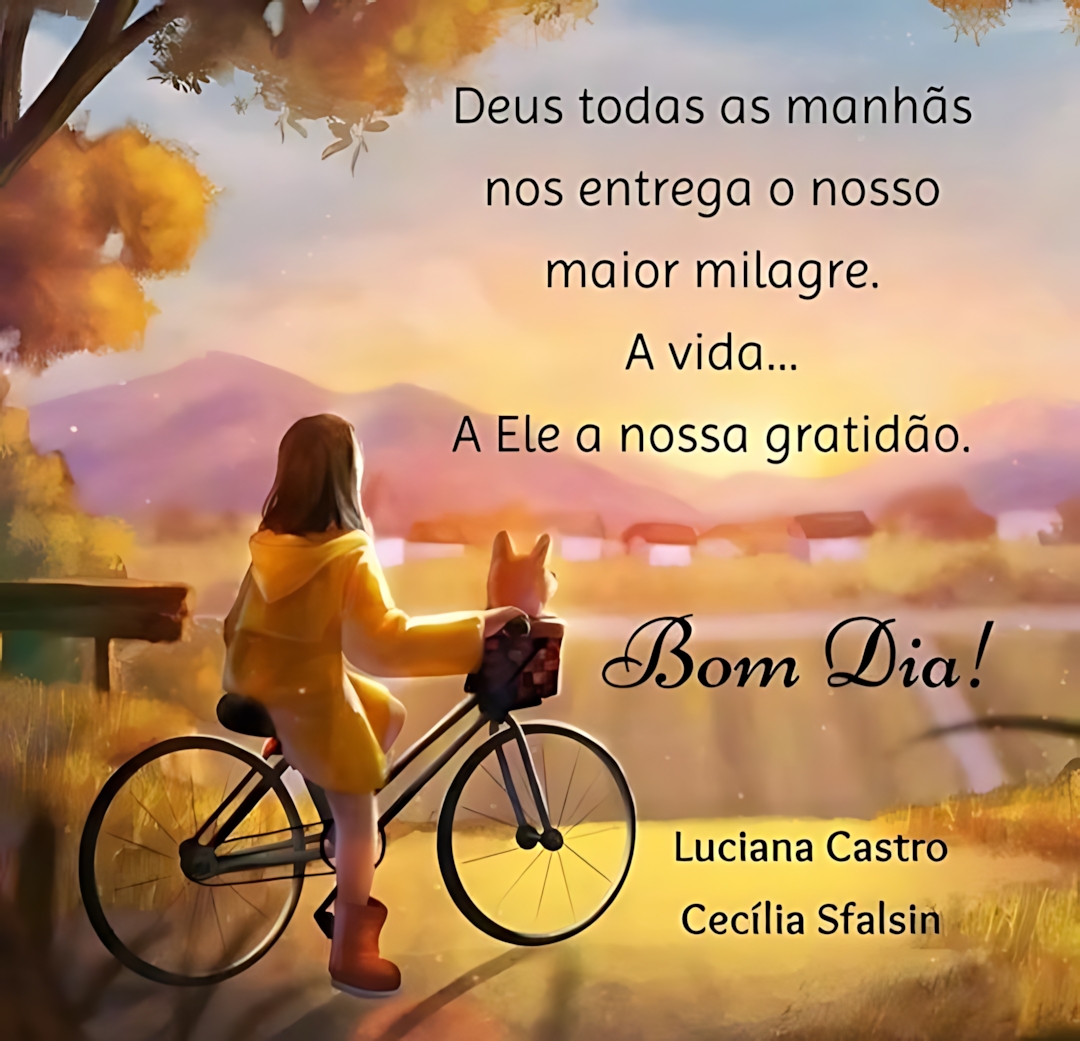 Deus todas as manhãs
nos entrega o nosso
maior milagre.
A vida...
A Ele a nossa gratidão.
Bom Dia!
Luciana Castro
Cecília Sfalsin